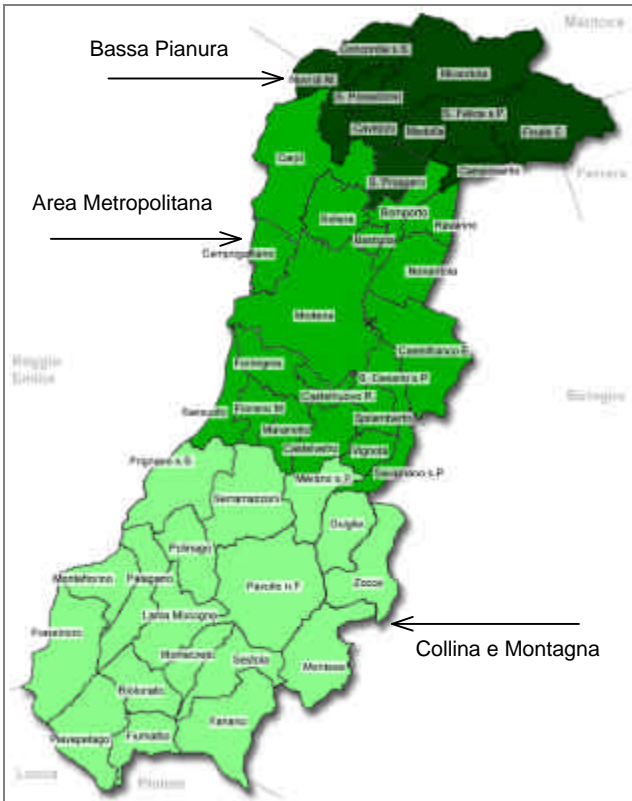 Mantova
Bassa Pianura
Concordia s.S.
Novi di M.
Mirandola
S. Possidonio
S. Felice s.P.
Cavezzo
Medolla
Finale E.
Carpi
Camposanto
Ferrara
S. Prospero
Area Metropolitana
Soliera
Bomporto
Ravarino
Bastiglia
Campogalliano
Nonantola
Modena
Reggio
Emilia
Castelfranco E.
Formigine
S. Cesario s.P.
Bologna
Castelnuovo R.
Sassuolo
Fiorano M.
Spilamberto
Maranello
Castelvetro
Vignola
Prignano s.S.
Marano s.P.
Savignano s.P.
Serramazzoni
Guiglia
Polinago
Montefiorino
Palagano
Pavullo n.F.
Zocca
Lama Mocogno
Frassinoro
Collina e Montagna
Montecreto
Sestola
Montese
Riolunato
Fanano
Pievepelago
Fiumalbo
Lucca
Pistoia